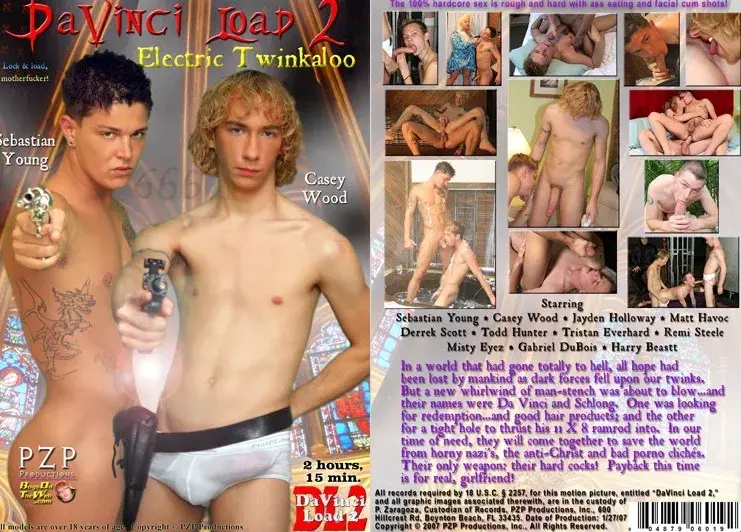 DaVinci Load 2
Electric Twinkaloo
Lock & load,
motherfucker!
Sebastian
Young
666
Casey
Wood
PZP
Productions
BoysOn
TheWeb.com
2 hours,
15 min.
DaVinci
Load 2
ll models are over 18 years of age. Copyright © PZP Productions
The 100% hardcore sex is rough and hard with ass eating and facial cum shots!
Starring
Sebastian Young • Casey Wood • Jayden Holloway • Matt Havoc
Derrek Scott • Todd Hunter • Tristan Everhard • Remi Steele
Misty Eyez • Gabriel DuBois • Harry Beastt
In a world that had gone totally to hell, all hope had
been lost by mankind as dark forces fell upon our twinks.
But a new whirlwind of man-stench was about to blow...and
their names were Da Vinci and Schlong. One was looking
for redemption...and good hair products; and the other
for a tight hole to thrust his 11 X 8 ramrod into. In our
time of need, they will come together to save the world
from horny nazi's, the anti-Christ and bad porno clichés.
Their only weapon; their hard cocks! Payback this time
is for real, girlfriend!
All records required by 18 U.S.C. § 2257, for this motion picture, entitled "DaVinci Load 2,"
and all graphic images associated therewith, are in the custody of
P. Zaragoza, Custodian of Records, PZP Productions, Inc., 600
Hillcrest Rd, Boynton Beach, FL 33435. Date of Production: 1/27/07
Copyright © 2007 PZP Productions, Inc., All Rights Reserved.
44879 06019